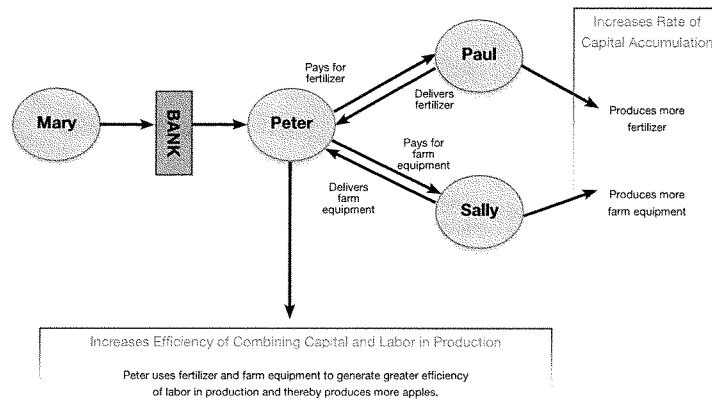 Increases Rate of
Capital Accumulation
Paul
Pays for
fertilizer
Delivers
fertilizer
Produces more
fertilizer
Mary
BANK
Peter
Pays for
farm
equipment
Delivers
farm
equipment
Sally
Produces more
farm equipment
Increases Efficiency of Combining Capital and Labor in Production
Peter uses fertilizer and farm equipment to generate greater efficiency
of labor in production and thereby produces more apples.